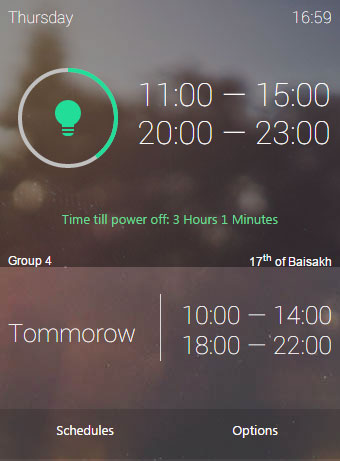 Thursday 16:59
11:00 — 15:00
20:00 — 23:00
Time till power off: 3 Hours 1 Minutes
Group 4 17th of Baisakh
Tommorow
10:00 — 14:00
18:00 — 22:00
Schedules Options